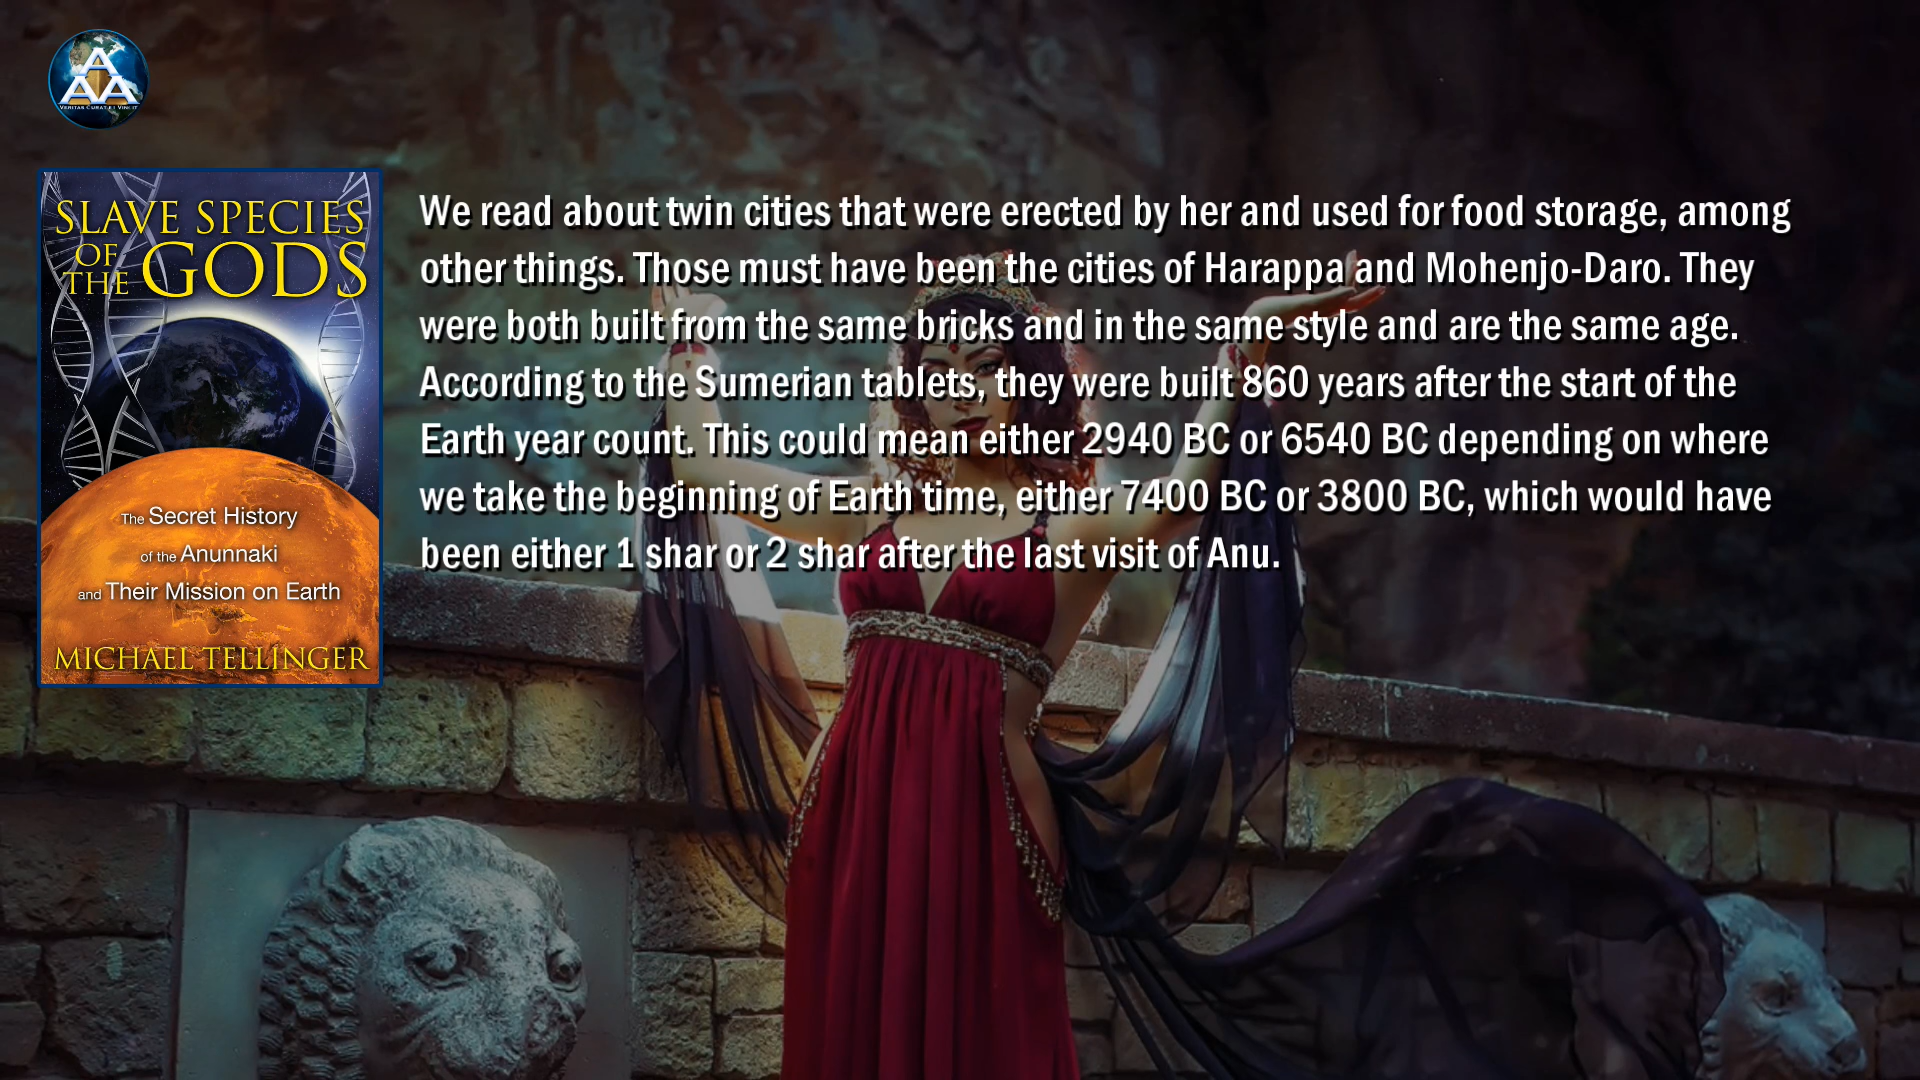 AAA
VERITAS CURAT ET VINCIT
SLAVE SPECIES
OF
THE GODS
The Secret History
of the Anunnaki
and Their Mission on Earth
MICHAEL TELLINGER
We read about twin cities that were erected by her and used for food storage, among
other things. Those must have been the cities of Harappa and Mohenjo-Daro. They
were both built from the same bricks and in the same style and are the same age.
According to the Sumerian tablets, they were built 860 years after the start of the
Earth year count. This could mean either 2940 BC or 6540 BC depending on where
we take the beginning of Earth time, either 7400 BC or 3800 BC, which would have
been either 1 shar or 2 shar after the last visit of Anu.